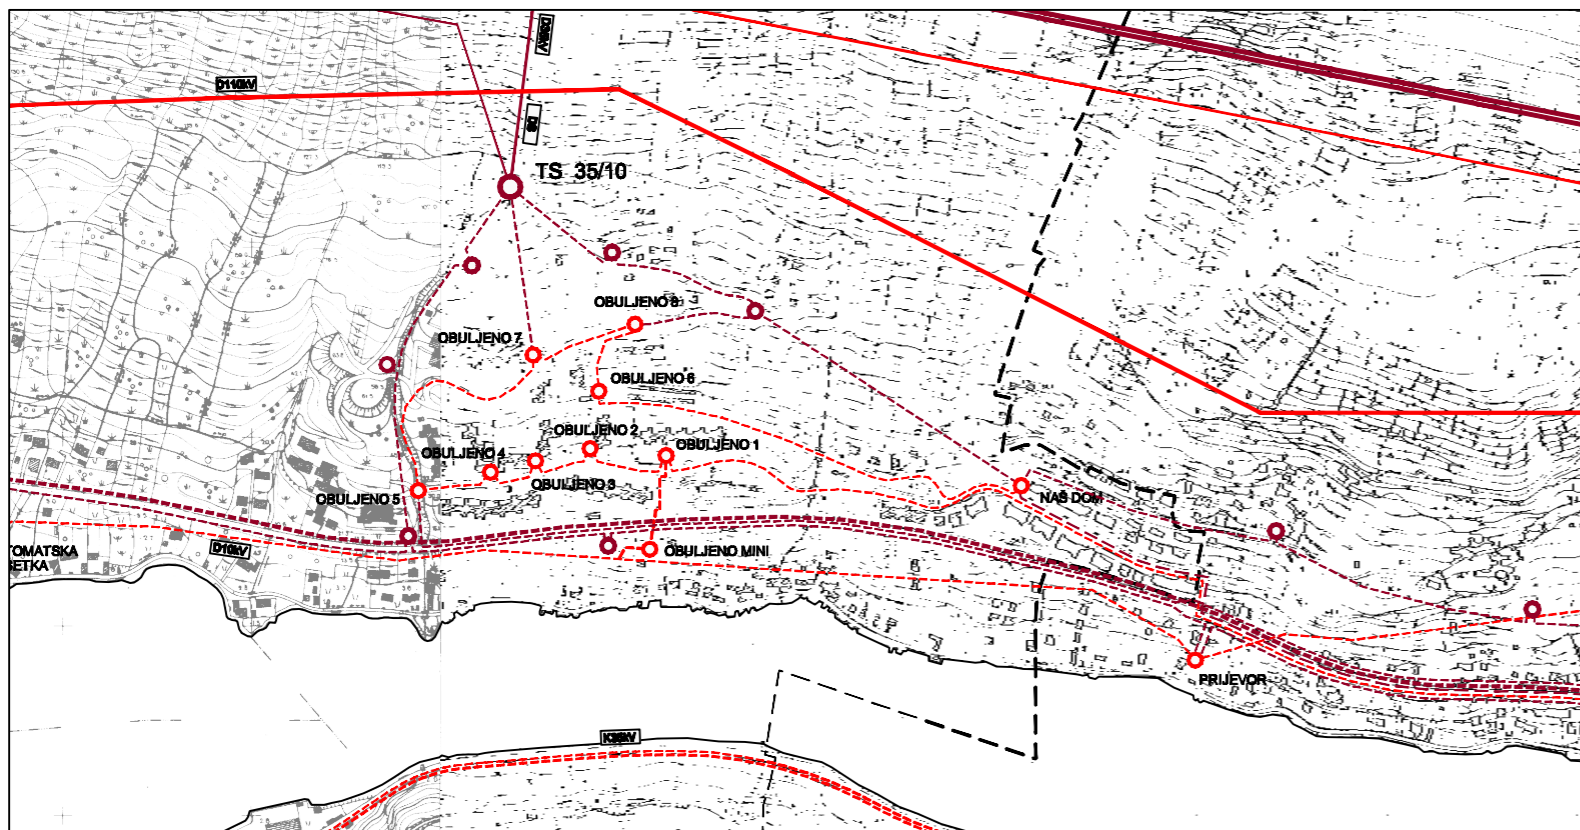 D110kV
TS 35/10
OBULJENO 8
OBULJENO 7
OBULJENO 6
OBULJENO 2
OBULJENO 1
OBULJENO 4
OBULJENO 3
OBULJENO 5
NAŠ DOM
D10kV
OBULJENO MINI
TOMATSKA
SETKA
PRIJEVOR
K35kV